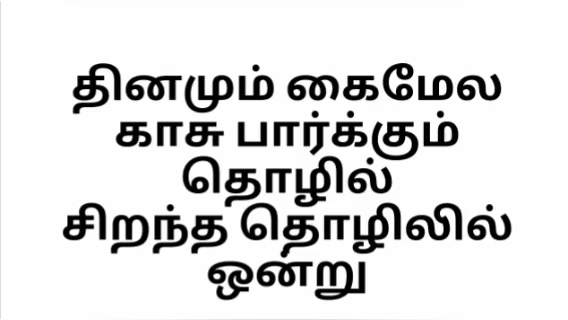 தினமும் கைமேல
காசு பார்க்கும்
தொழில்
சிறந்த தொழிலில்
ஒன்று